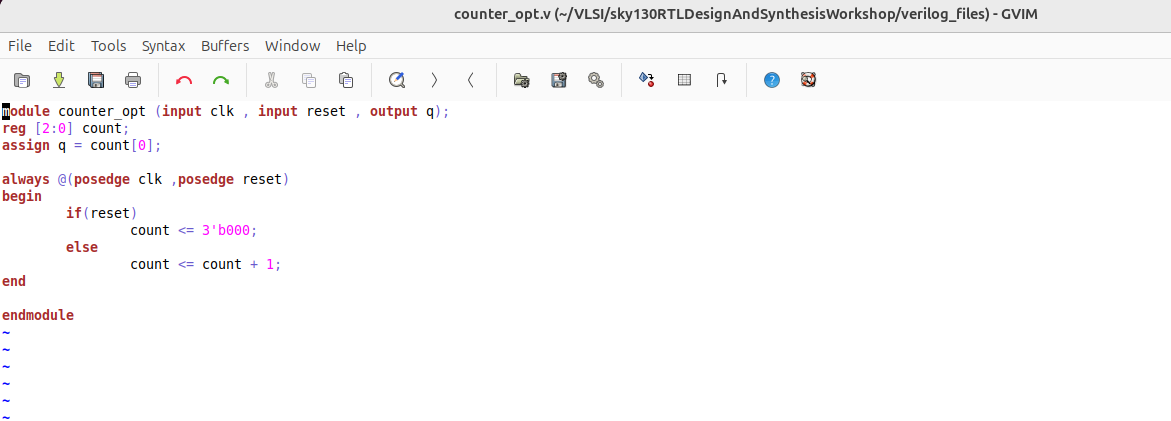 counter_opt.v (~/VLSI/sky130RTLDesignAndSynthesisWorkshop/verilog_files) - GVIM
File Edit Tools Syntax Buffers Window Help
module counter_opt (input clk , input reset , output q);
reg [2:0] count;
assign q = count[0];
always @(posedge clk ,posedge reset)
begin
if(reset)
count <= 3'b000;
else
count <= count + 1;
end
endmodule
~
~
~
~
~
~